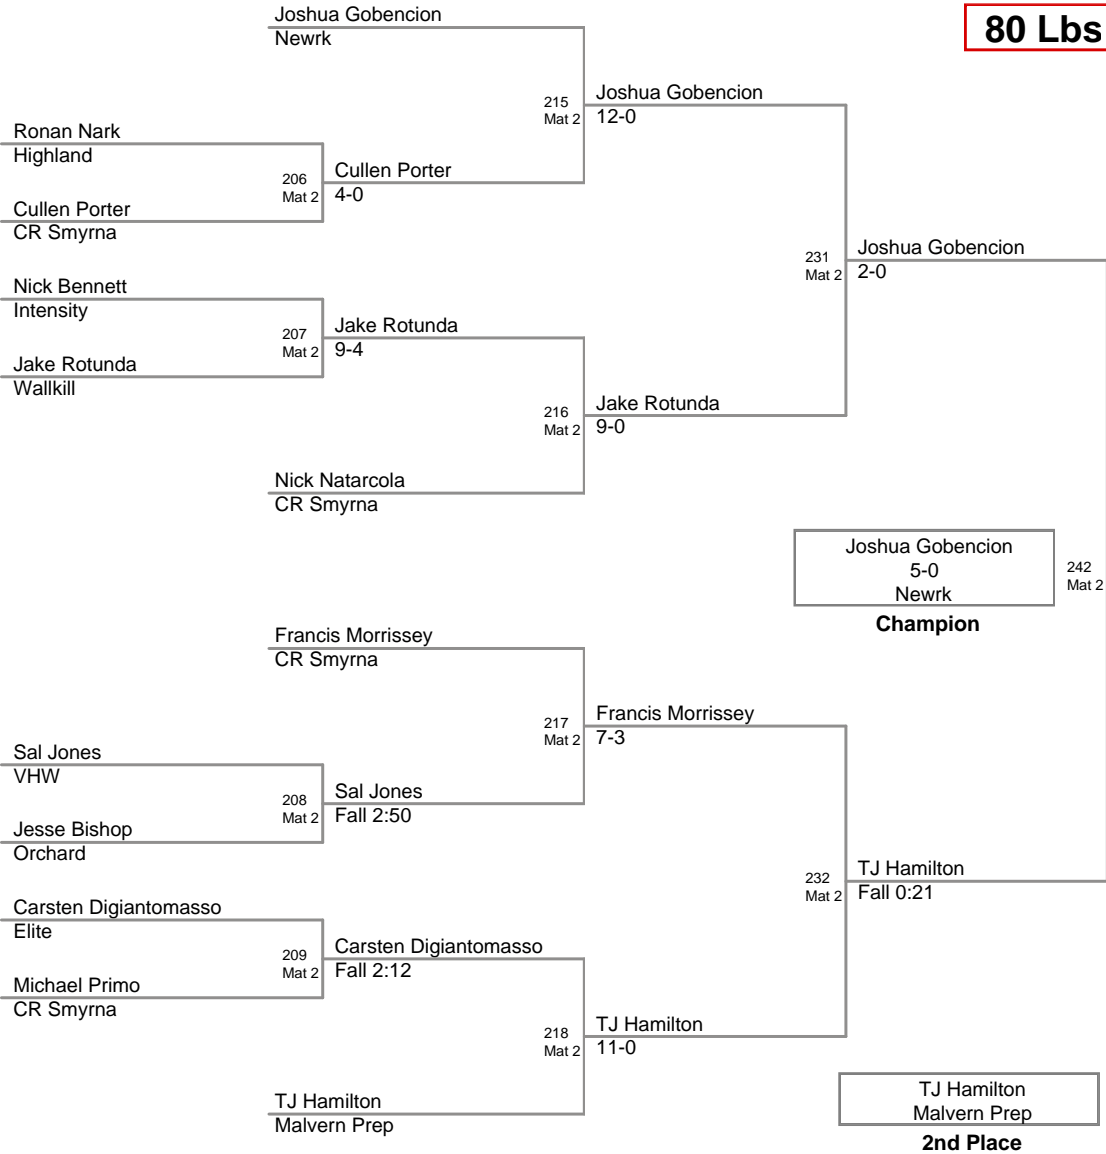 80 Lbs
Joshua Gobencion
Newrk
215
Mat 2
Joshua Gobencion
12-0
Ronan Nark
Highland
206
Mat 2
Cullen Porter
4-0
Cullen Porter
CR Smyrna
231
Mat 2
Joshua Gobencion
2-0
Nick Bennett
Intensity
207
Mat 2
Jake Rotunda
9-4
Jake Rotunda
Wallkill
216
Mat 2
Jake Rotunda
9-0
Nick Natarcola
CR Smyrna
Joshua Gobencion
5-0
Newrk
Champion
242
Mat 2
Francis Morrissey
CR Smyrna
217
Mat 2
Francis Morrissey
7-3
Sal Jones
VHW
208
Mat 2
Sal Jones
Fall 2:50
Jesse Bishop
Orchard
232
Mat 2
TJ Hamilton
Fall 0:21
Carsten Digiantomasso
Elite
209
Mat 2
Carsten Digiantomasso
Fall 2:12
Michael Primo
CR Smyrna
218
Mat 2
TJ Hamilton
11-0
TJ Hamilton
Malvern Prep
TJ Hamilton
Malvern Prep
2nd Place